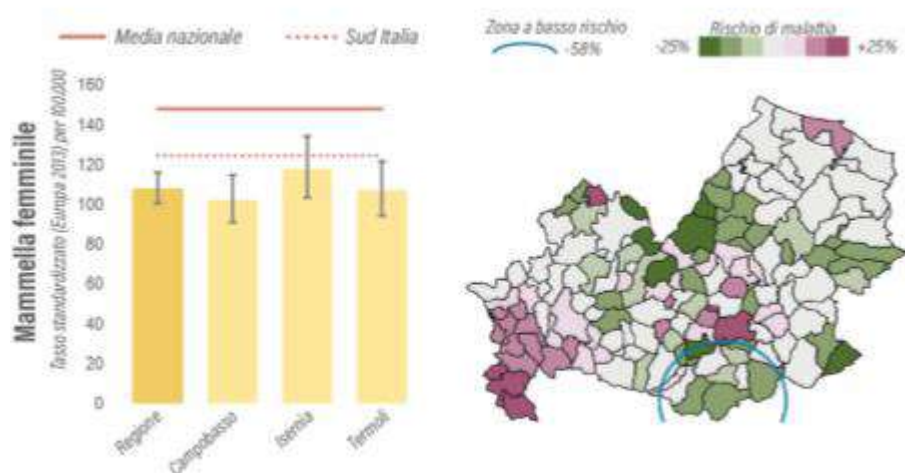 Media nazionale
Sud Italia
Zona a basso rischio
-58%
Rischio di malattia
-25%
+25%
Mammella femminile
Tasso standardizzato (Europa 2013) per 100.000
160
140
120
100
80
60
40
20
0
Regione
Campobasso
Isernia
Termoli